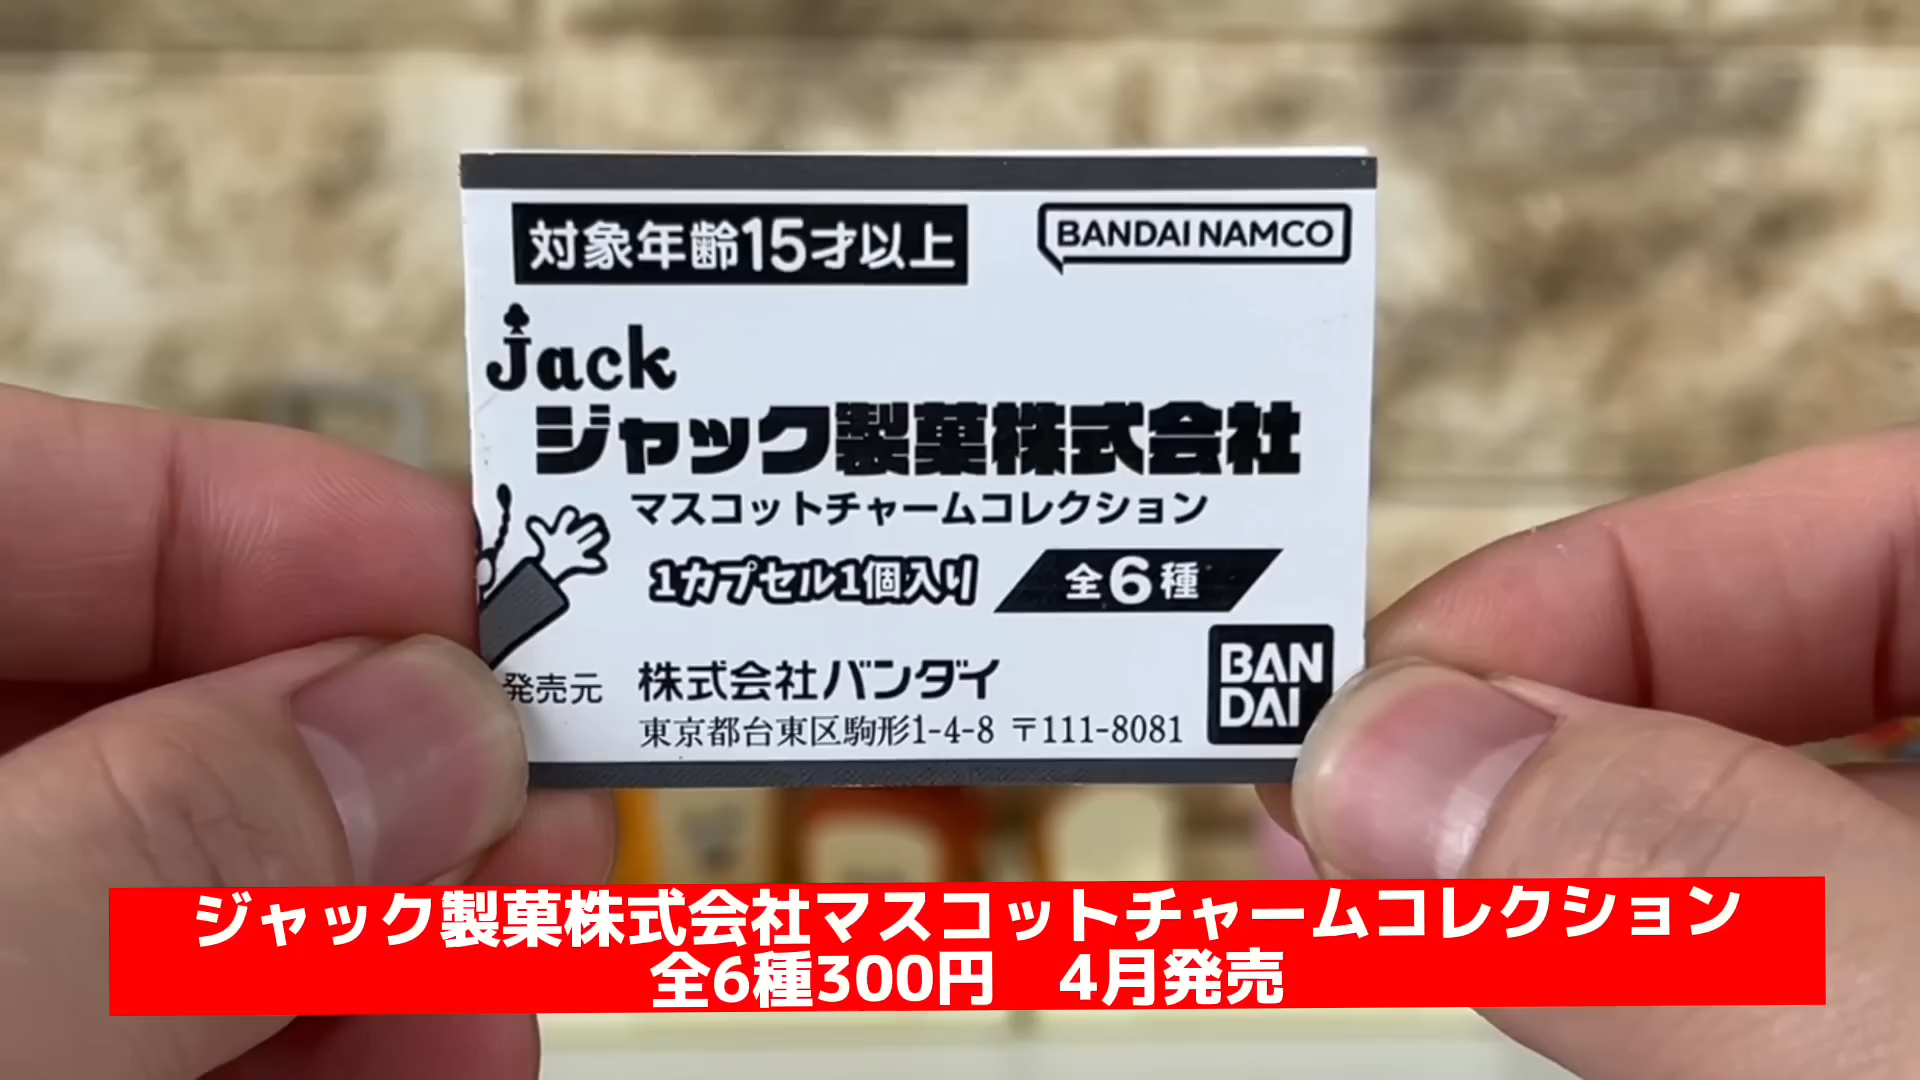 対象年齢15才以上
BANDAI NAMCO
Jack
ジャック製菓株式会社
マスコットチャームコレクション
1カプセル1個入り
全6種
発売元 株式会社バンダイ
東京都台東区駒形1-4-8 〒111-8081
BAN
DAI
ジャック製菓株式会社マスコットチャームコレクション
全6種300円 4月発売